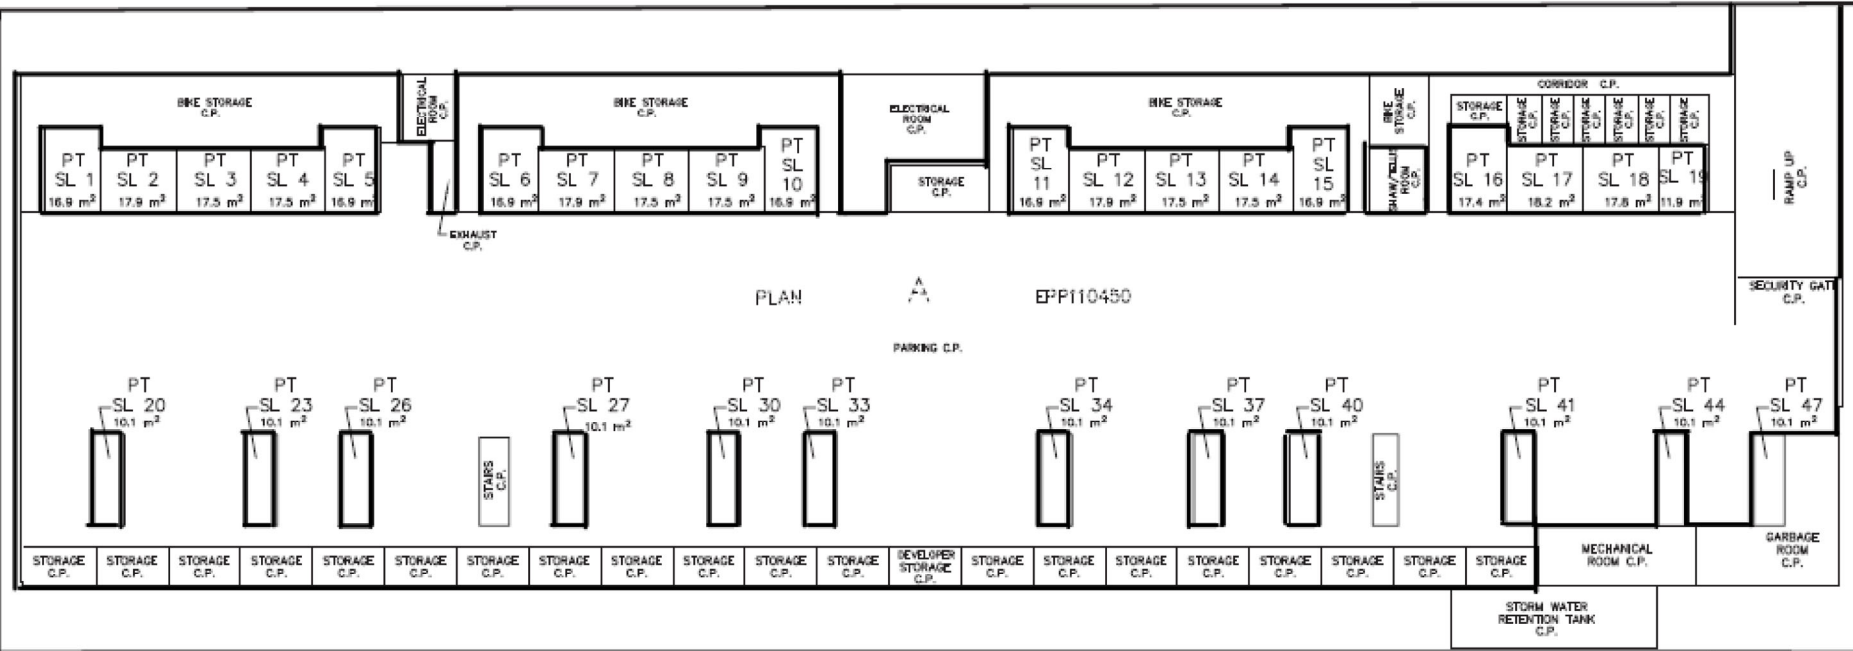 BIKE STORAGE
C.P.
ELECTRICAL
ROOM
C.P.
BIKE STORAGE
C.P.
ELECTRICAL
ROOM
C.P.
BIKE STORAGE
C.P.
BIKE
STORAGE
C.P.
CORRIDOR C.P.
STORAGE
C.P.
STORAGE
C.P.
STORAGE
C.P.
STORAGE
C.P.
STORAGE
C.P.
STORAGE
C.P.
STORAGE
C.P.
RAMP UP
C.P.
PT
SL 1
16.9 m²
PT
SL 2
17.9 m²
PT
SL 3
17.5 m²
PT
SL 4
17.5 m²
PT
SL 5
16.9 m²
EXHAUST
C.P.
PT
SL 6
16.9 m²
PT
SL 7
17.9 m²
PT
SL 8
17.5 m²
PT
SL 9
17.5 m²
PT
SL
10
16.9 m²
STORAGE
C.P.
PT
SL
11
16.9 m²
PT
SL 12
17.9 m²
PT
SL 13
17.5 m²
PT
SL 14
17.5 m²
PT
SL
15
16.9 m²
ROOM
C.P.
PT
SL 16
17.4 m²
PT
SL 17
18.2 m²
PT
SL 18
17.8 m²
PT
SL 19
11.9 m²
PLAN A EPP110450
SECURITY GAT
C.P.
PARKING C.P.
PT
SL 20
10.1 m²
PT
SL 23
10.1 m²
PT
SL 26
10.1 m²
PT
SL 27
10.1 m²
PT
SL 30
10.1 m²
PT
SL 33
10.1 m²
PT
SL 34
10.1 m²
PT
SL 37
10.1 m²
PT
SL 40
10.1 m²
PT
SL 41
10.1 m²
PT
SL 44
10.1 m²
PT
SL 47
10.1 m²
STAIRS
C.P.
STAIRS
C.P.
STORAGE
C.P.
STORAGE
C.P.
STORAGE
C.P.
STORAGE
C.P.
STORAGE
C.P.
STORAGE
C.P.
STORAGE
C.P.
STORAGE
C.P.
STORAGE
C.P.
STORAGE
C.P.
STORAGE
C.P.
STORAGE
C.P.
DEVELOPER
STORAGE
C.P.
STORAGE
C.P.
STORAGE
C.P.
STORAGE
C.P.
STORAGE
C.P.
STORAGE
C.P.
STORAGE
C.P.
STORAGE
C.P.
STORAGE
C.P.
MECHANICAL
ROOM C.P.
GARBAGE
ROOM
C.P.
STORM WATER
RETENTION TANK
C.P.